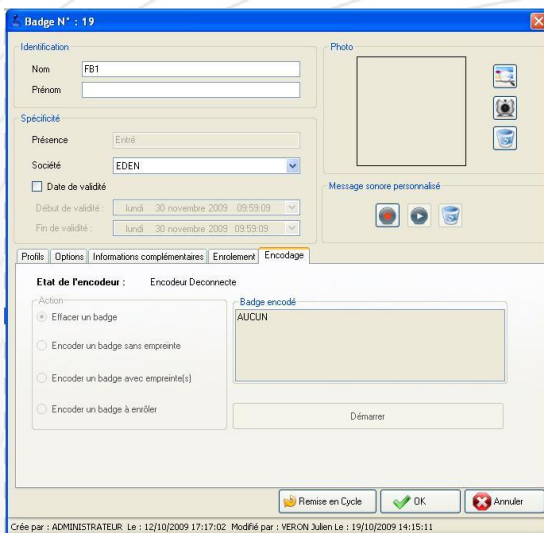 Badge N° : 19
Identification
Nom FB1
Prénom
Photo
Spécificité
Présence Entré
Société EDEN
Date de validité
Début de validité : lundi 30 novembre 2009 09:59:09
Fin de validité : lundi 30 novembre 2009 09:59:09
Message sonore personnalisé
Profils Options Informations complémentaires Enrolement Encodage
Etat de l'encodeur : Encodeur Deconnecte
Action
Effacer un badge
Encoder un badge sans empreinte
Encoder un badge avec empreinte(s)
Encoder un badge à enrôler
Badge encodé
AUCUN
Démarrer
Remise en Cycle OK Annuler
Crée par : ADMINISTRATEUR Le : 12/10/2009 17:17:02 Modifié par : VERON Julien Le : 19/10/2009 14:15:11